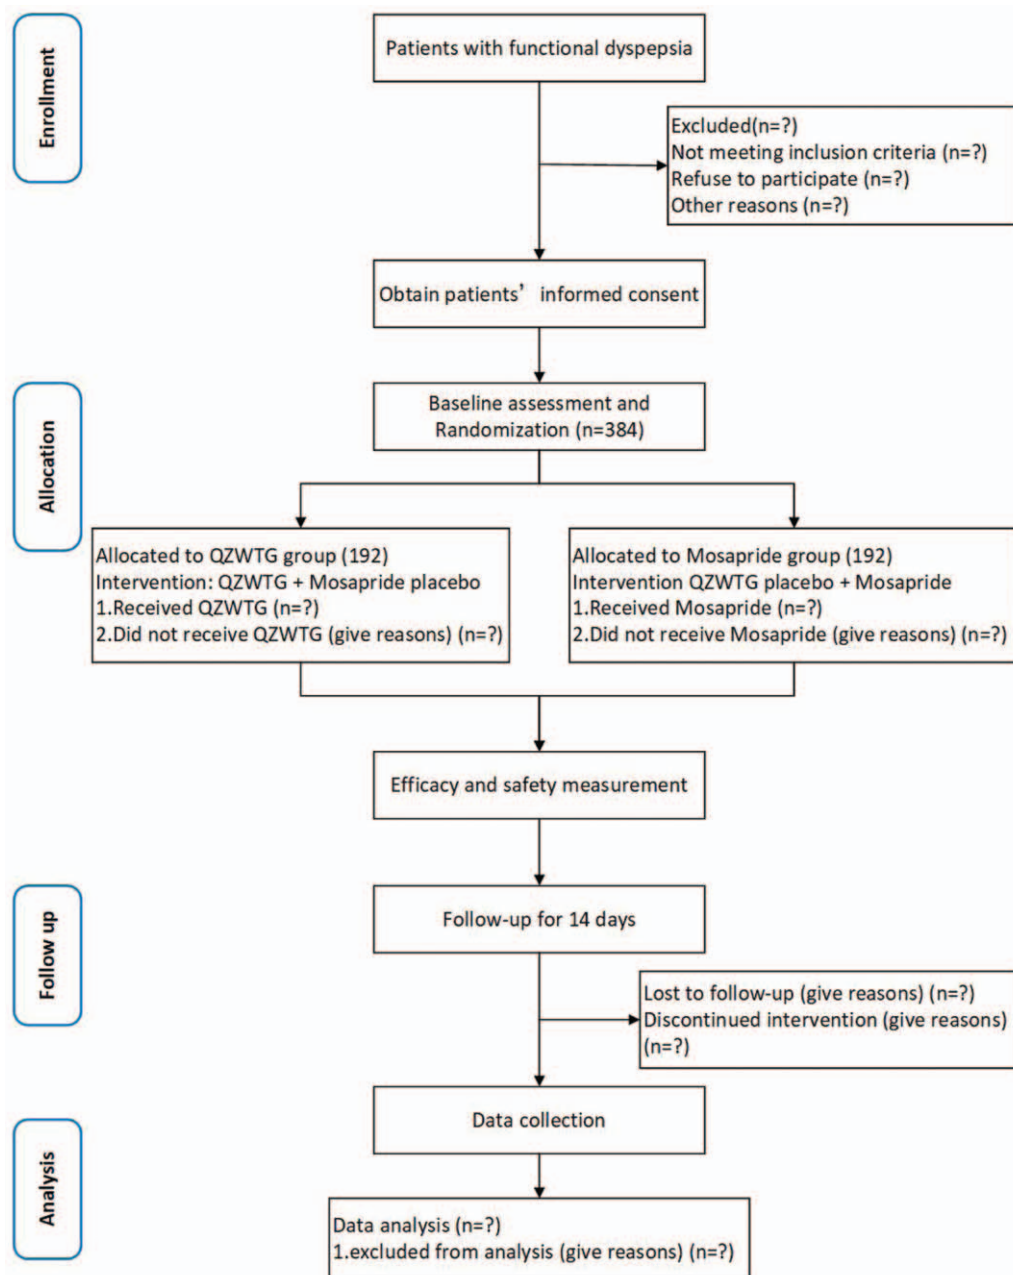 Enrollment
Patients with functional dyspepsia
Excluded(n=?)
Not meeting inclusion criteria (n=?)
Refuse to participate (n=?)
Other reasons (n=?)
Obtain patients' informed consent
Allocation
Baseline assessment and
Randomization (n=384)
Allocated to QZWTG group (192)
Intervention: QZWTG + Mosapride placebo
1.Received QZWTG (n=?)
2.Did not receive QZWTG (give reasons) (n=?)
Allocated to Mosapride group (192)
Intervention QZWTG placebo + Mosapride
1.Received Mosapride (n=?)
2.Did not receive Mosapride (give reasons) (n=?)
Efficacy and safety measurement
Follow up
Follow-up for 14 days
Lost to follow-up (give reasons) (n=?)
Discontinued intervention (give reasons)
(n=?)
Data collection
Analysis
Data analysis (n=?)
1.excluded from analysis (give reasons) (n=?)